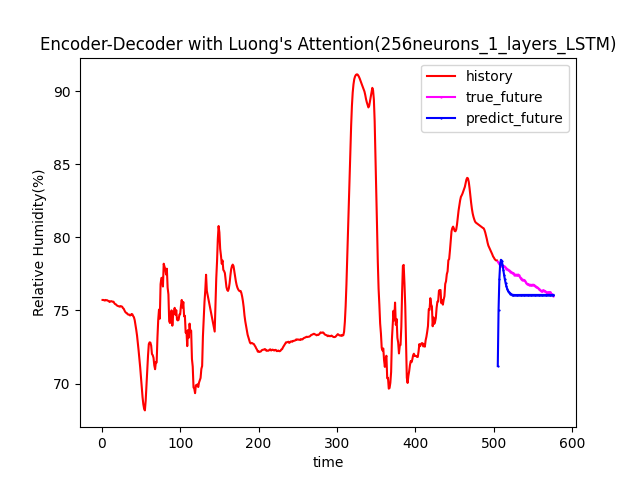 Encoder-Decoder with Luong's Attention(256neurons_1_layers_LSTM)
history
true_future
predict_future
Relative Humidity(%)
90
85
80
75
70
0 100 200 300 400 500 600
time